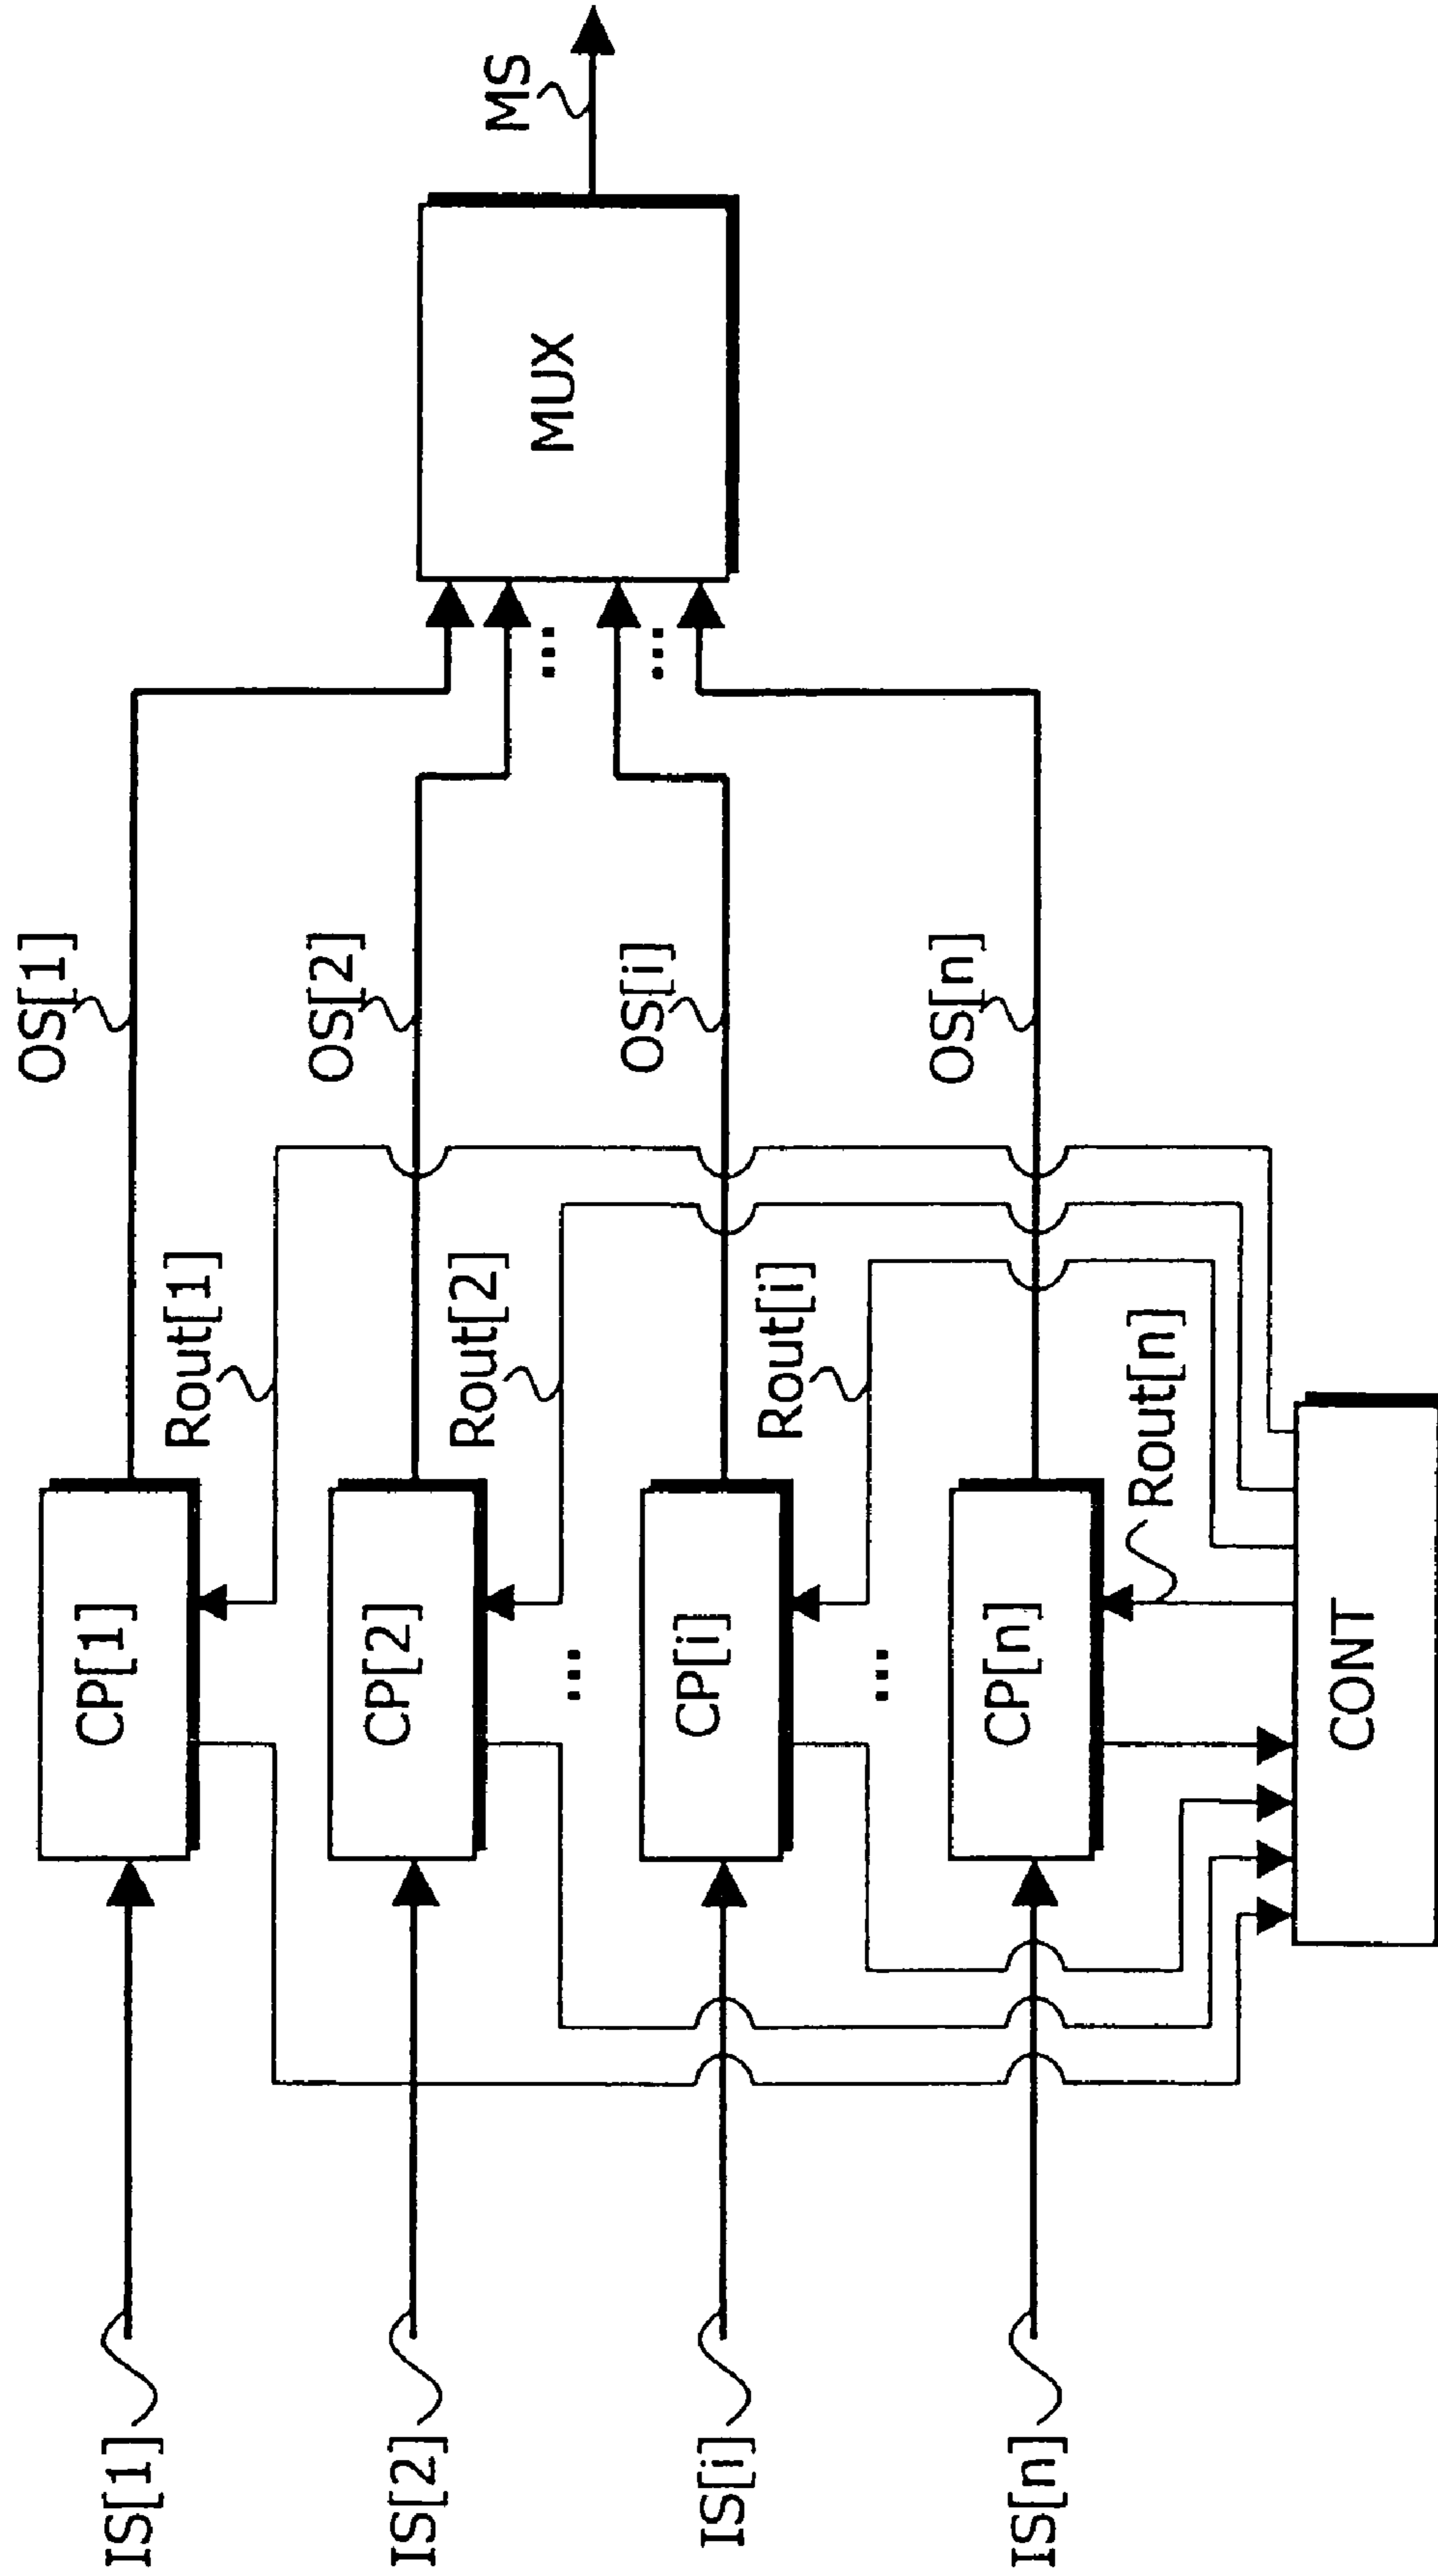 IS[1]
CP[1]
Rout[1]
OS[1]
IS[2]
CP[2]
Rout[2]
OS[2]
...
...
MUX
MS
IS[i]
CP[i]
Rout[i]
OS[i]
...
...
IS[n]
CP[n]
Rout[n]
OS[n]
CONT